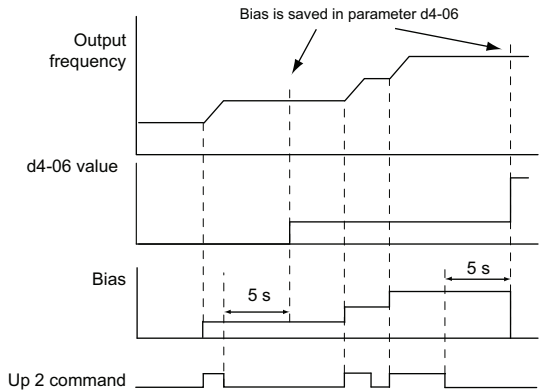 Bias is saved in parameter d4-06
Output
frequency
d4-06 value
Bias
5 s
5 s
Up 2 command